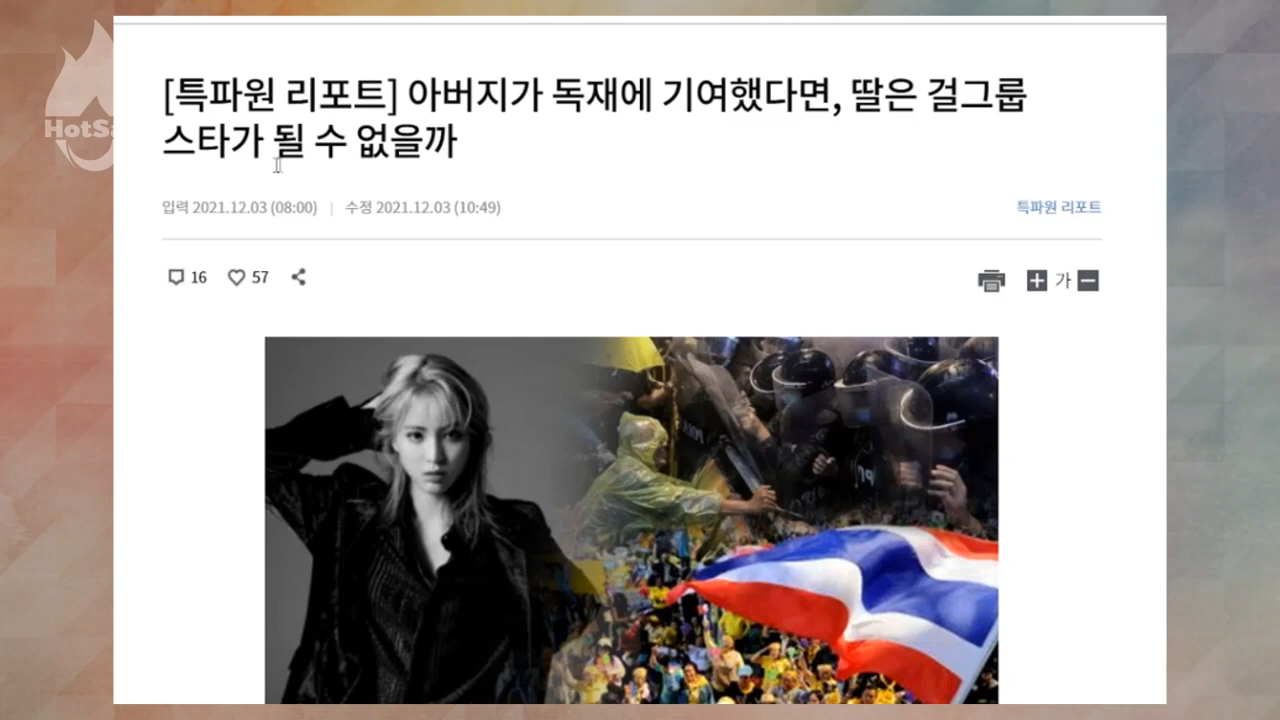 [특파원 리포트] 아버지가 독재에 기여했다면, 딸은 걸그룹
스타가 될 수 없을까
입력 2021.12.03 (08:00) | 수정 2021.12.03 (10:49)
특파원 리포트
16 57
가
HotSa